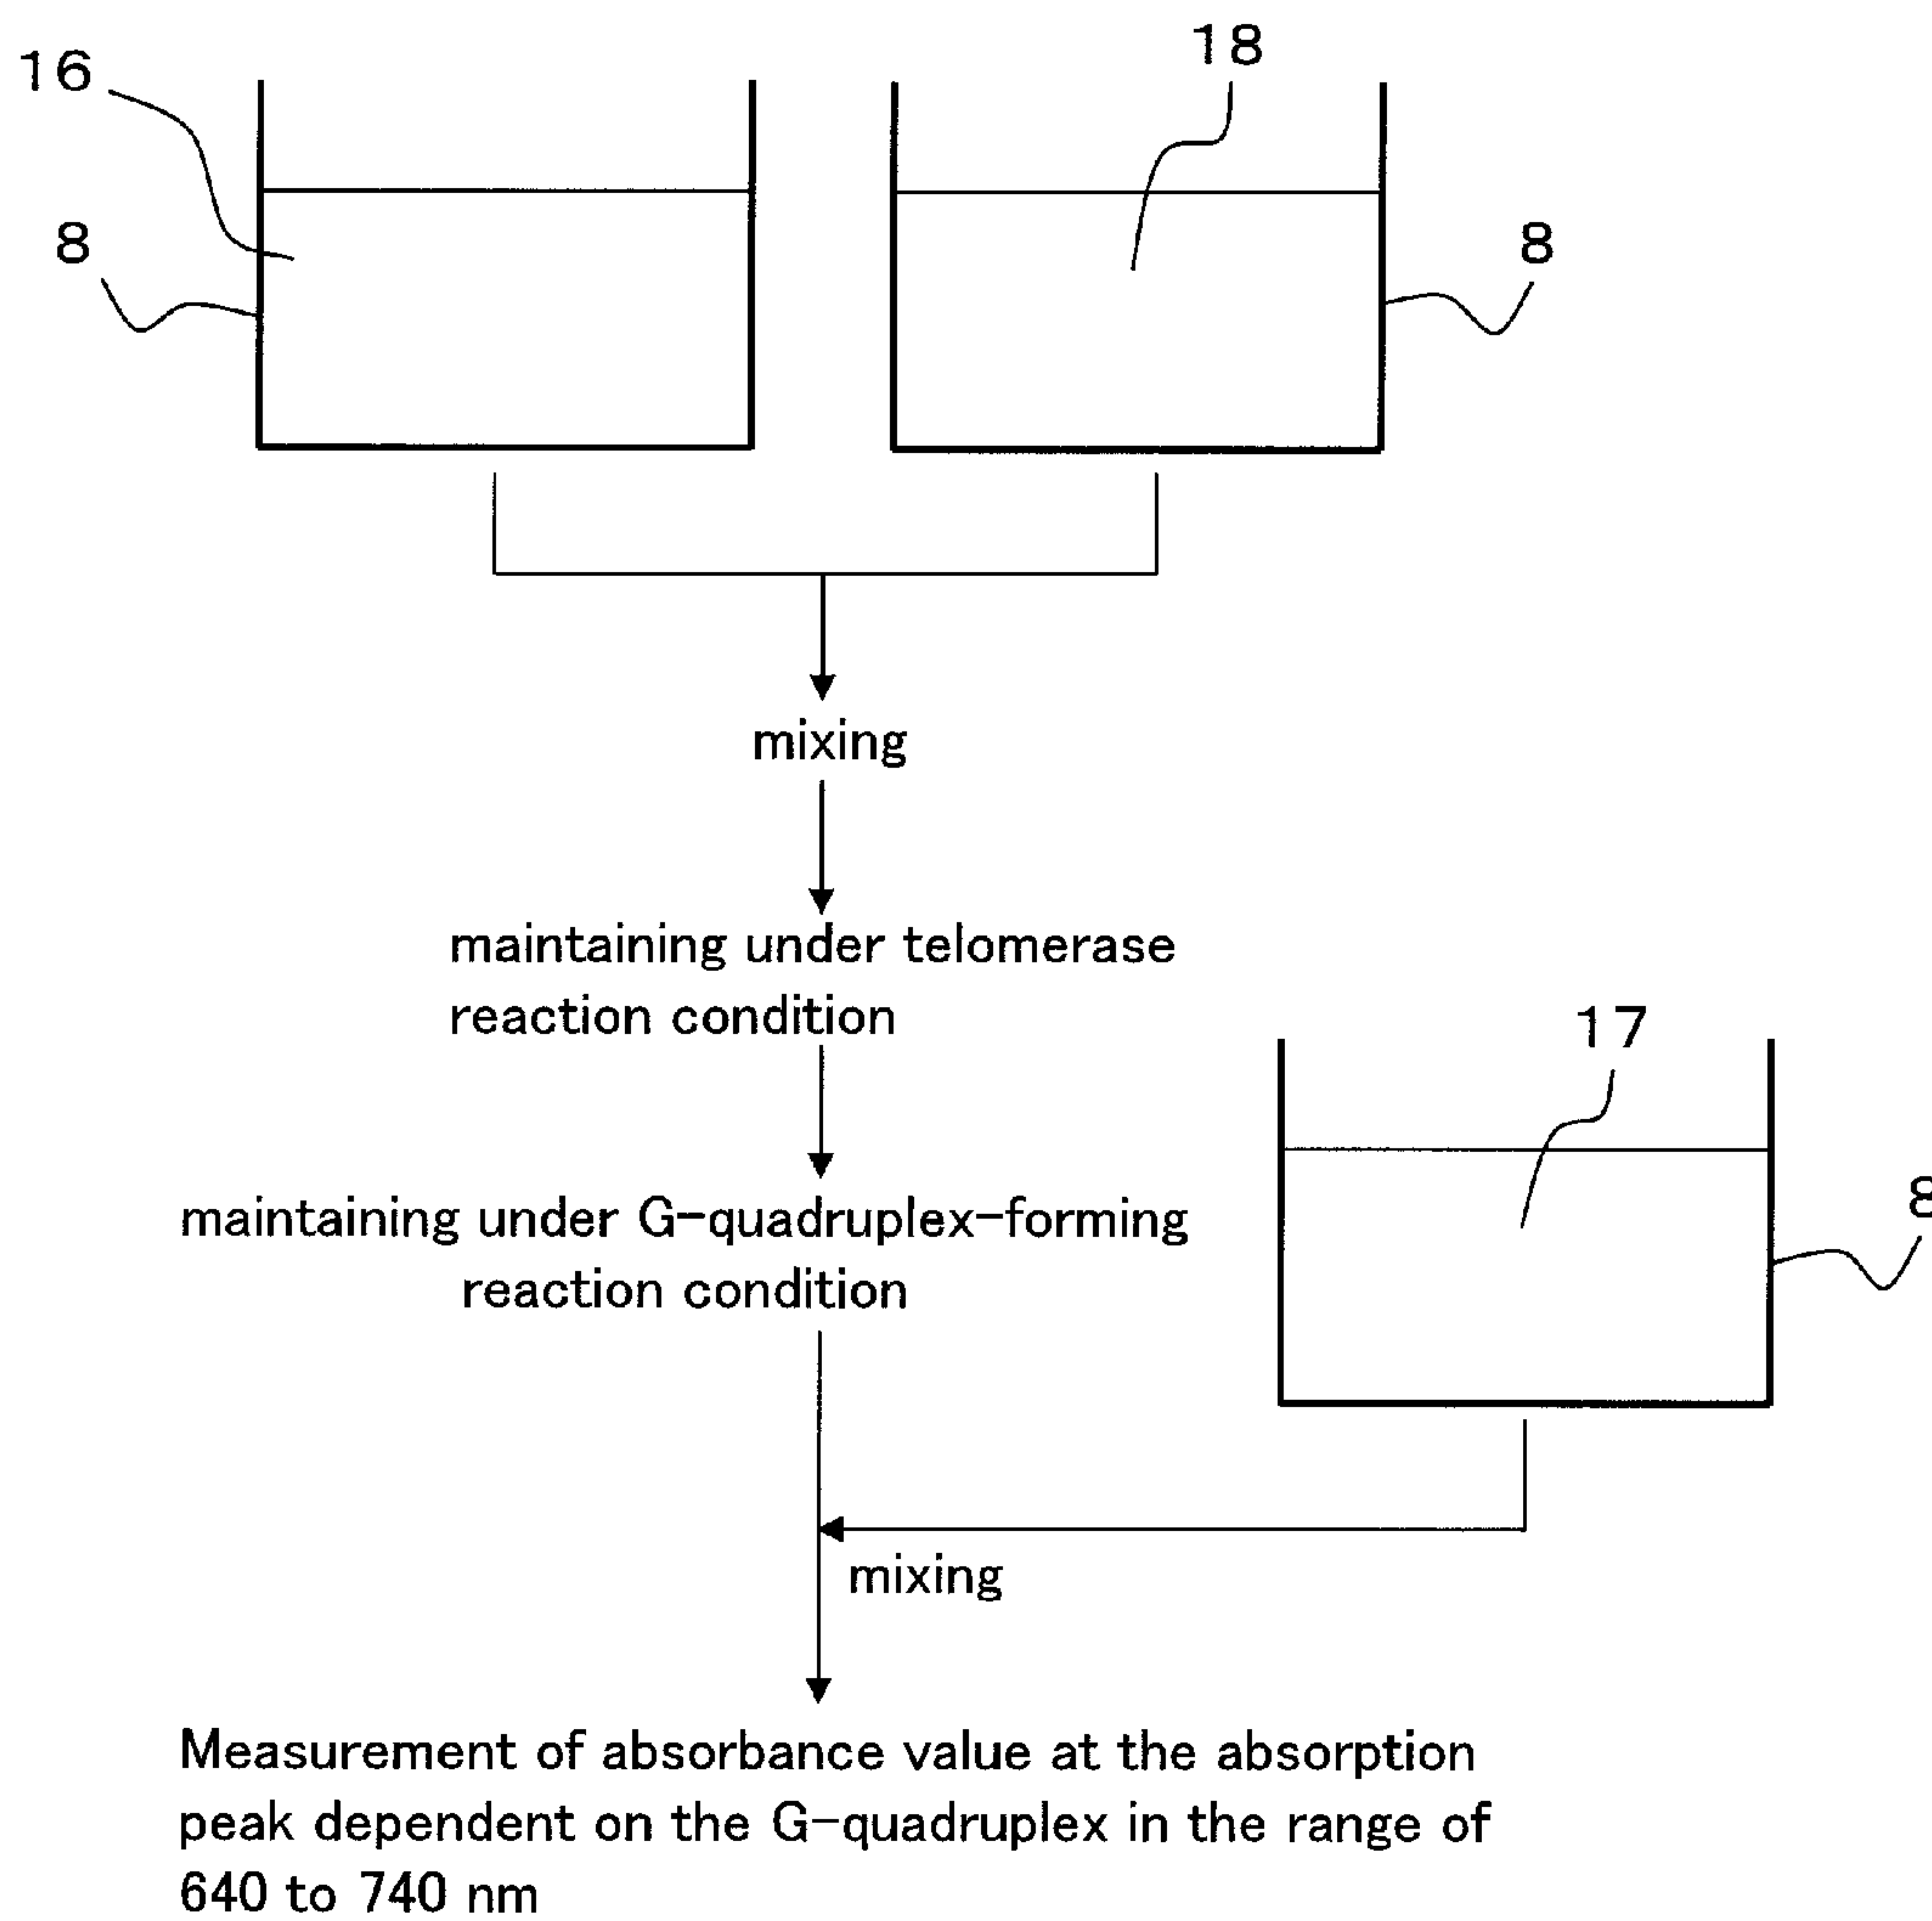 16
18
8
8
mixing
maintaining under telomerase
reaction condition
17
maintaining under G-quadruplex-forming
reaction condition
8
mixing
Measurement of absorbance value at the absorption
peak dependent on the G-quadruplex in the range of
640 to 740 nm